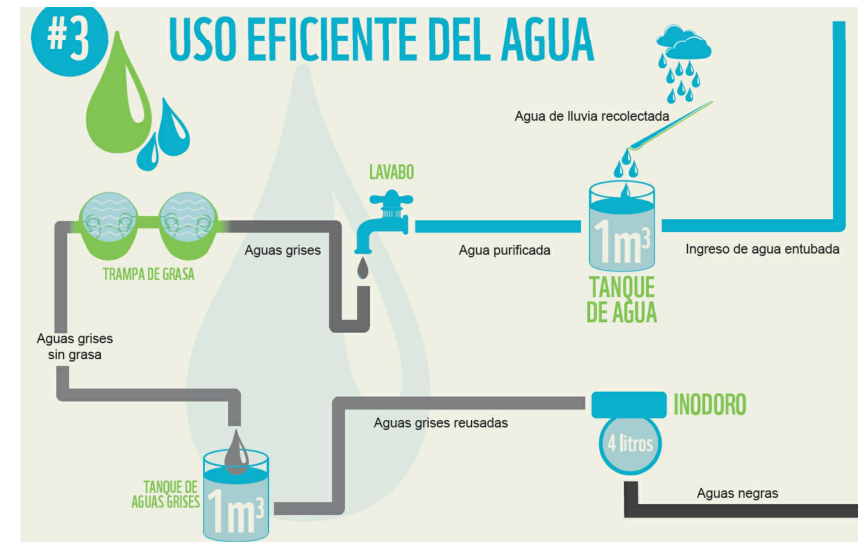 #3
USO EFICIENTE DEL AGUA
Agua de lluvia recolectada
LAVABO
1m³
Aguas grises
Agua purificada
Ingreso de agua entubada
TRAMPA DE GRASA
TANQUE
DE AGUA
Aguas grises
sin grasa
INODORO
Aguas grises reusadas
4 litros
TANQUE DE
AGUAS GRISES
1m³
Aguas negras